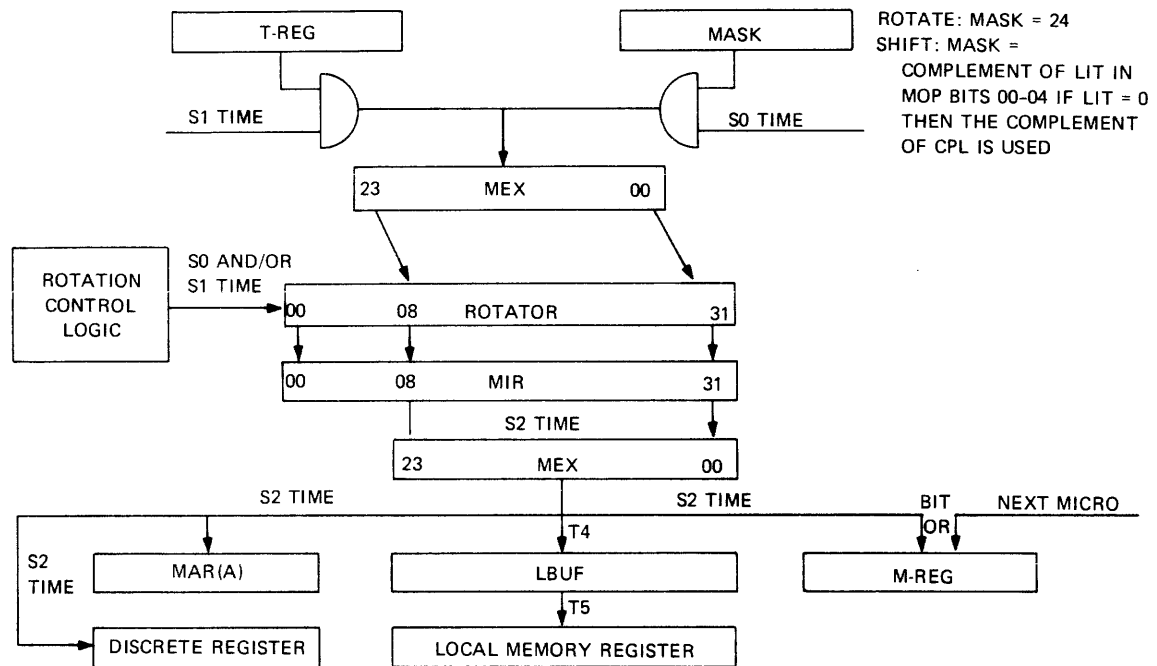 T-REG
MASK
ROTATE: MASK = 24
SHIFT: MASK =
COMPLEMENT OF LIT IN
MOP BITS 00-04 IF LIT = 0
THEN THE COMPLEMENT
OF CPL IS USED
S1 TIME
S0 TIME
23 MEX 00
ROTATION
CONTROL
LOGIC
S0 AND/OR
S1 TIME
00 08 ROTATOR 31
00 08 MIR 31
S2 TIME
23 MEX 00
S2 TIME
S2 TIME
BIT
OR
NEXT MICRO
S2
TIME
MAR(A)
T4
LBUF
M-REG
T5
DISCRETE REGISTER
LOCAL MEMORY REGISTER